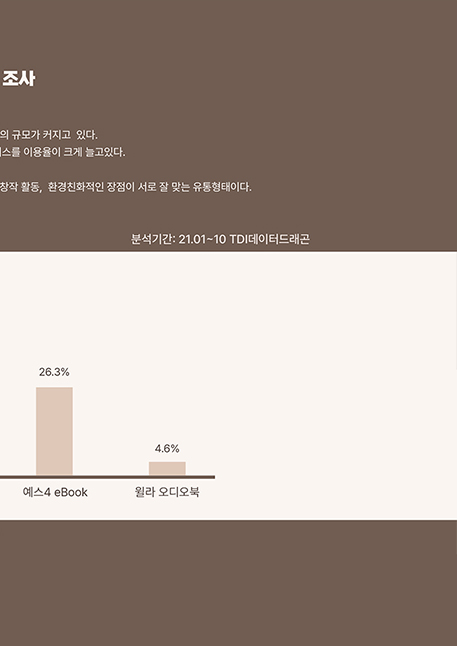 조사
의 규모가 커지고 있다.
스를 이용율이 크게 늘고있다.
창작 활동, 환경친화적인 장점이 서로 잘 맞는 유통형태이다.
분석기간: 21.01~10 TDI데이터드래곤
26.3%
4.6%
예스4 eBook
윌라 오디오북